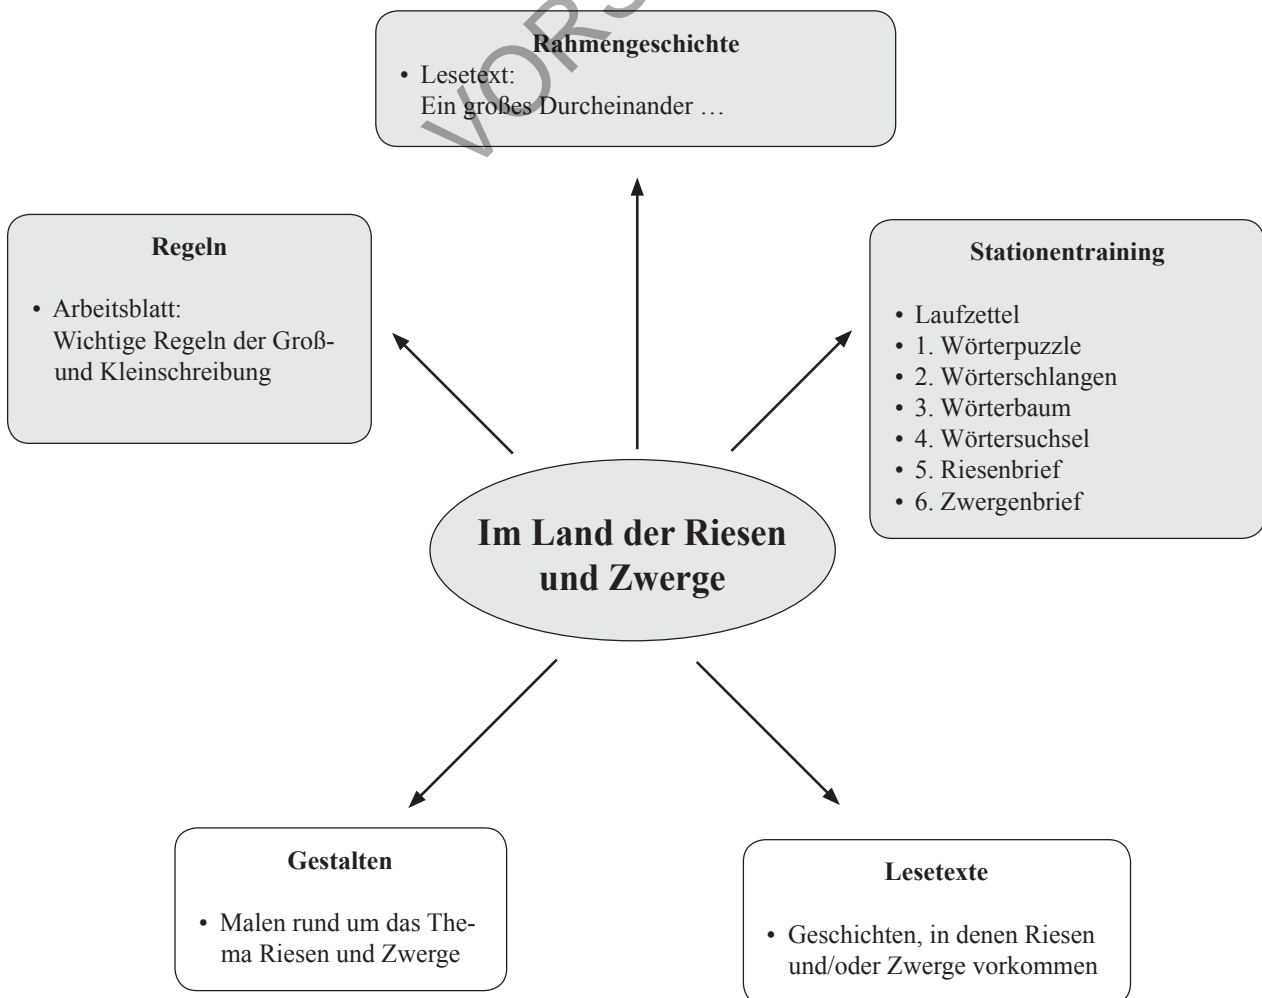 VORS
Rahmengeschichte
• Lesetext:
Ein großes Durcheinander …
Regeln
• Arbeitsblatt:
Wichtige Regeln der Groß-
und Kleinschreibung
Stationentraining
• Laufzettel
• 1. Wörterpuzzle
• 2. Wörterschlangen
• 3. Wörterbaum
• 4. Wörtersuchsel
• 5. Riesenbrief
• 6. Zwergenbrief
Im Land der Riesen
und Zwerge
Gestalten
• Malen rund um das The-
ma Riesen und Zwerge
Lesetexte
• Geschichten, in denen Riesen
und/oder Zwerge vorkommen